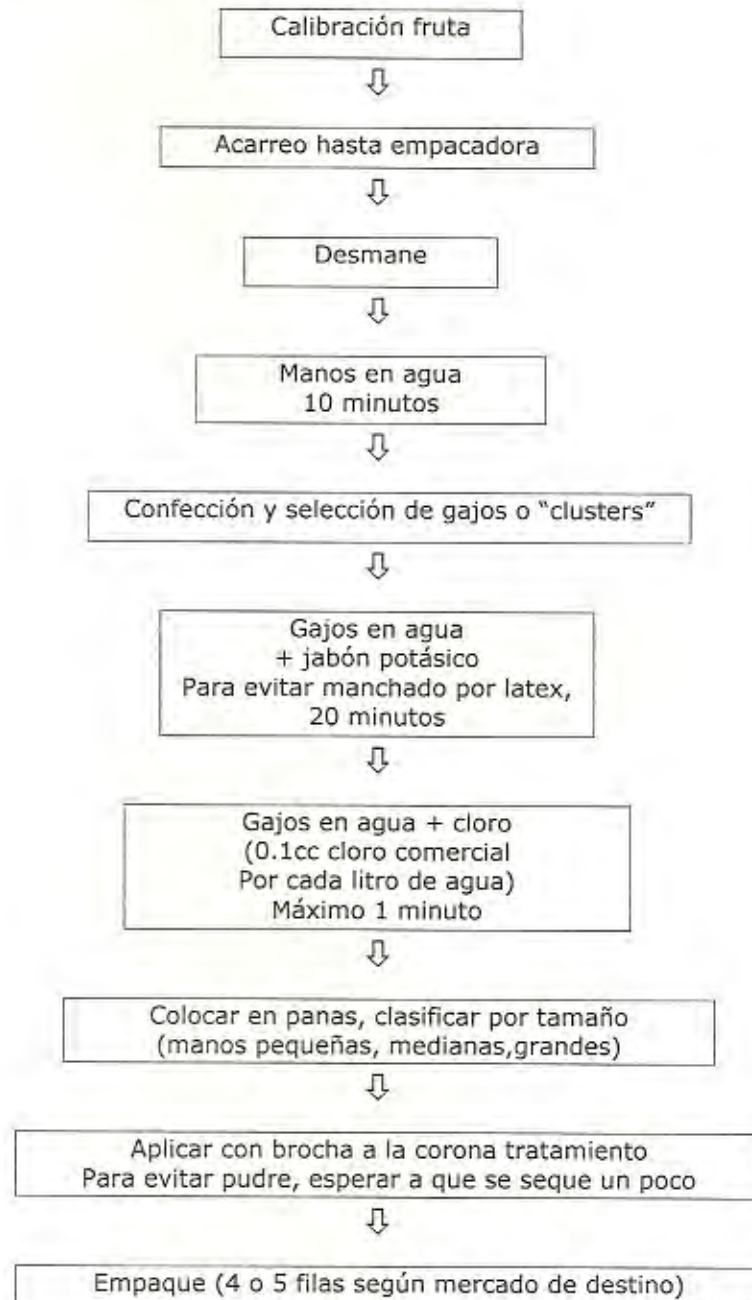 Calibración fruta
Acarreo hasta empacadora
Desmane
Manos en agua
10 minutos
Confección y selección de gajos o “clusters”
Gajos en agua
+ jabón potásico
Para evitar manchado por latex,
20 minutos
Gajos en agua + cloro
(0.1cc cloro comercial
Por cada litro de agua)
Máximo 1 minuto
Colocar en panas, clasificar por tamaño
(manos pequeñas, medianas,grandes)
Aplicar con brocha a la corona tratamiento
Para evitar pudre, esperar a que se seque un poco
Empaque (4 o 5 filas según mercado de destino)